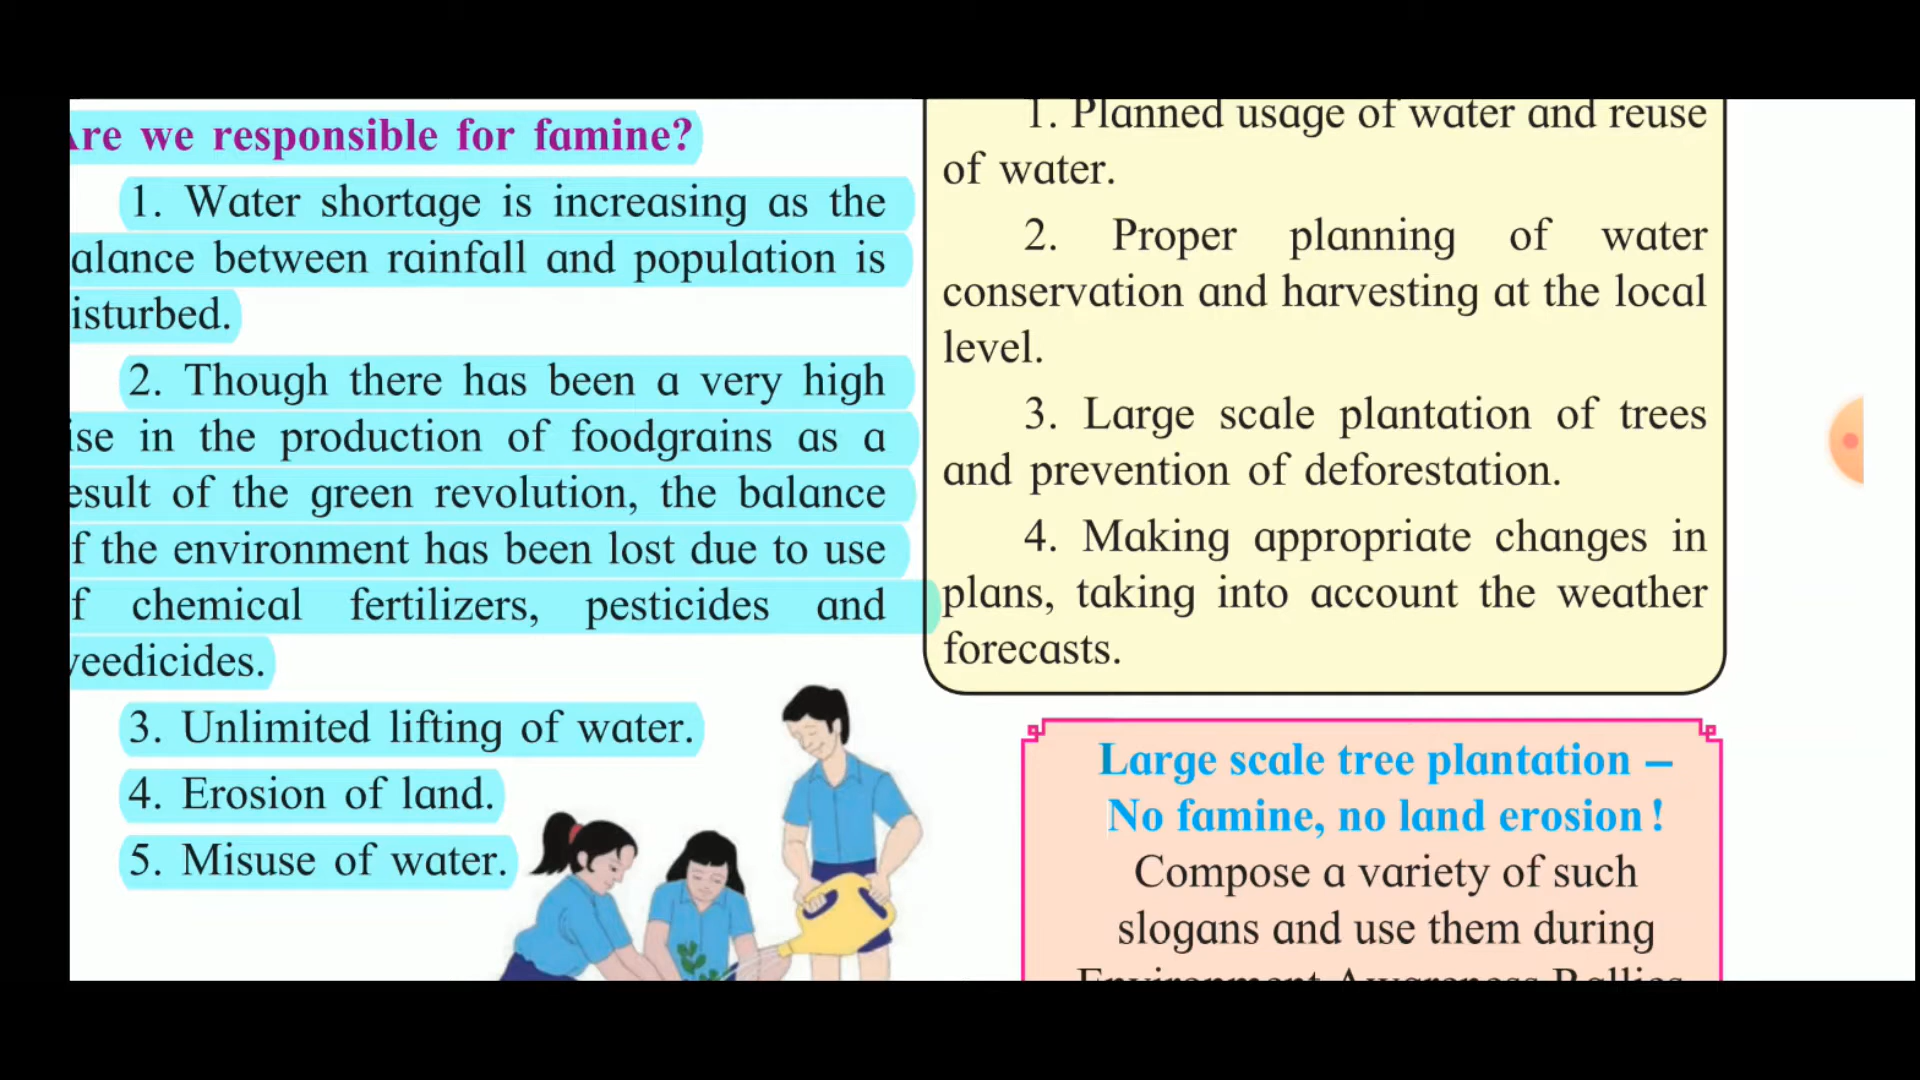 Are we responsible for famine?
1. Water shortage is increasing as the
alance between rainfall and population is
isturbed.
2. Though there has been a very high
ise in the production of foodgrains as a
esult of the green revolution, the balance
f the environment has been lost due to use
f chemical fertilizers, pesticides and
weedicides.
3. Unlimited lifting of water.
4. Erosion of land.
5. Misuse of water.
1. Planned usage of water and reuse
of water.
2. Proper planning of water
conservation and harvesting at the local
level.
3. Large scale plantation of trees
and prevention of deforestation.
4. Making appropriate changes in
plans, taking into account the weather
forecasts.
Large scale tree plantation –
No famine, no land erosion !
Compose a variety of such
slogans and use them during
Environment Awareness Rallies